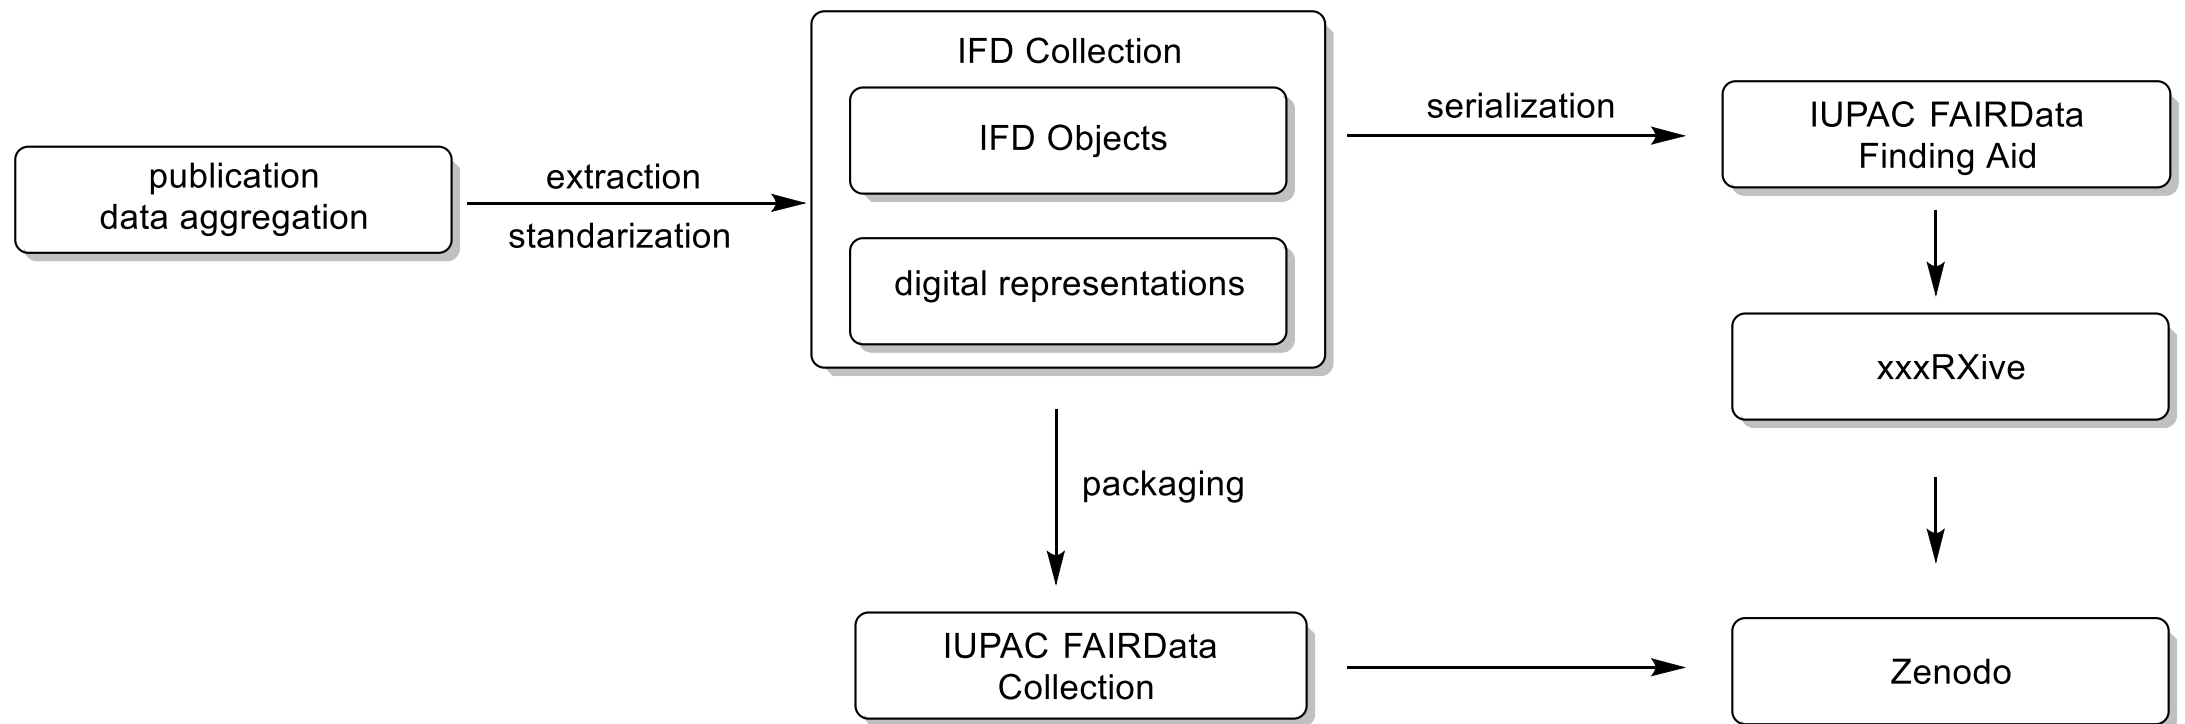 publication
data aggregation
extraction
standarization
IFD Collection
IFD Objects
digital representations
serialization
IUPAC FAIRData
Finding Aid
xxxRXive
packaging
IUPAC FAIRData
Collection
Zenodo